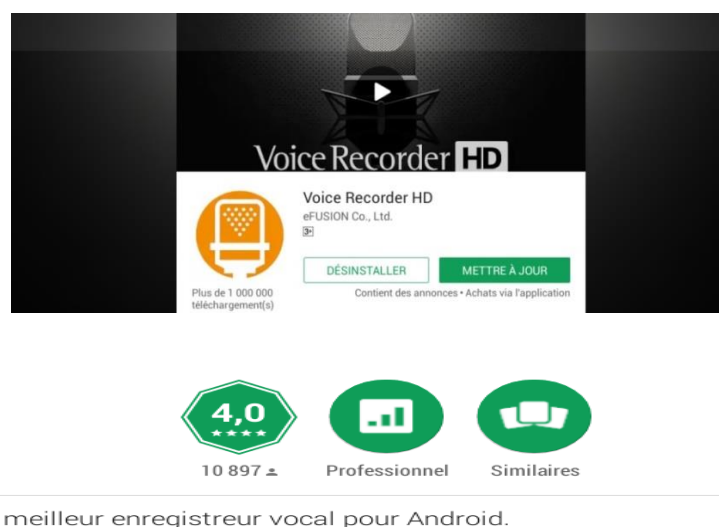 Voice Recorder HD
Voice Recorder HD
eFUSION Co., Ltd.
3+
DÉSINSTALLER
METTRE À JOUR
Plus de 1 000 000
téléchargement(s)
Contient des annonces • Achats via l'application
4,0
10 897
Professionnel
Similaires
meilleur enregistreur vocal pour Android.